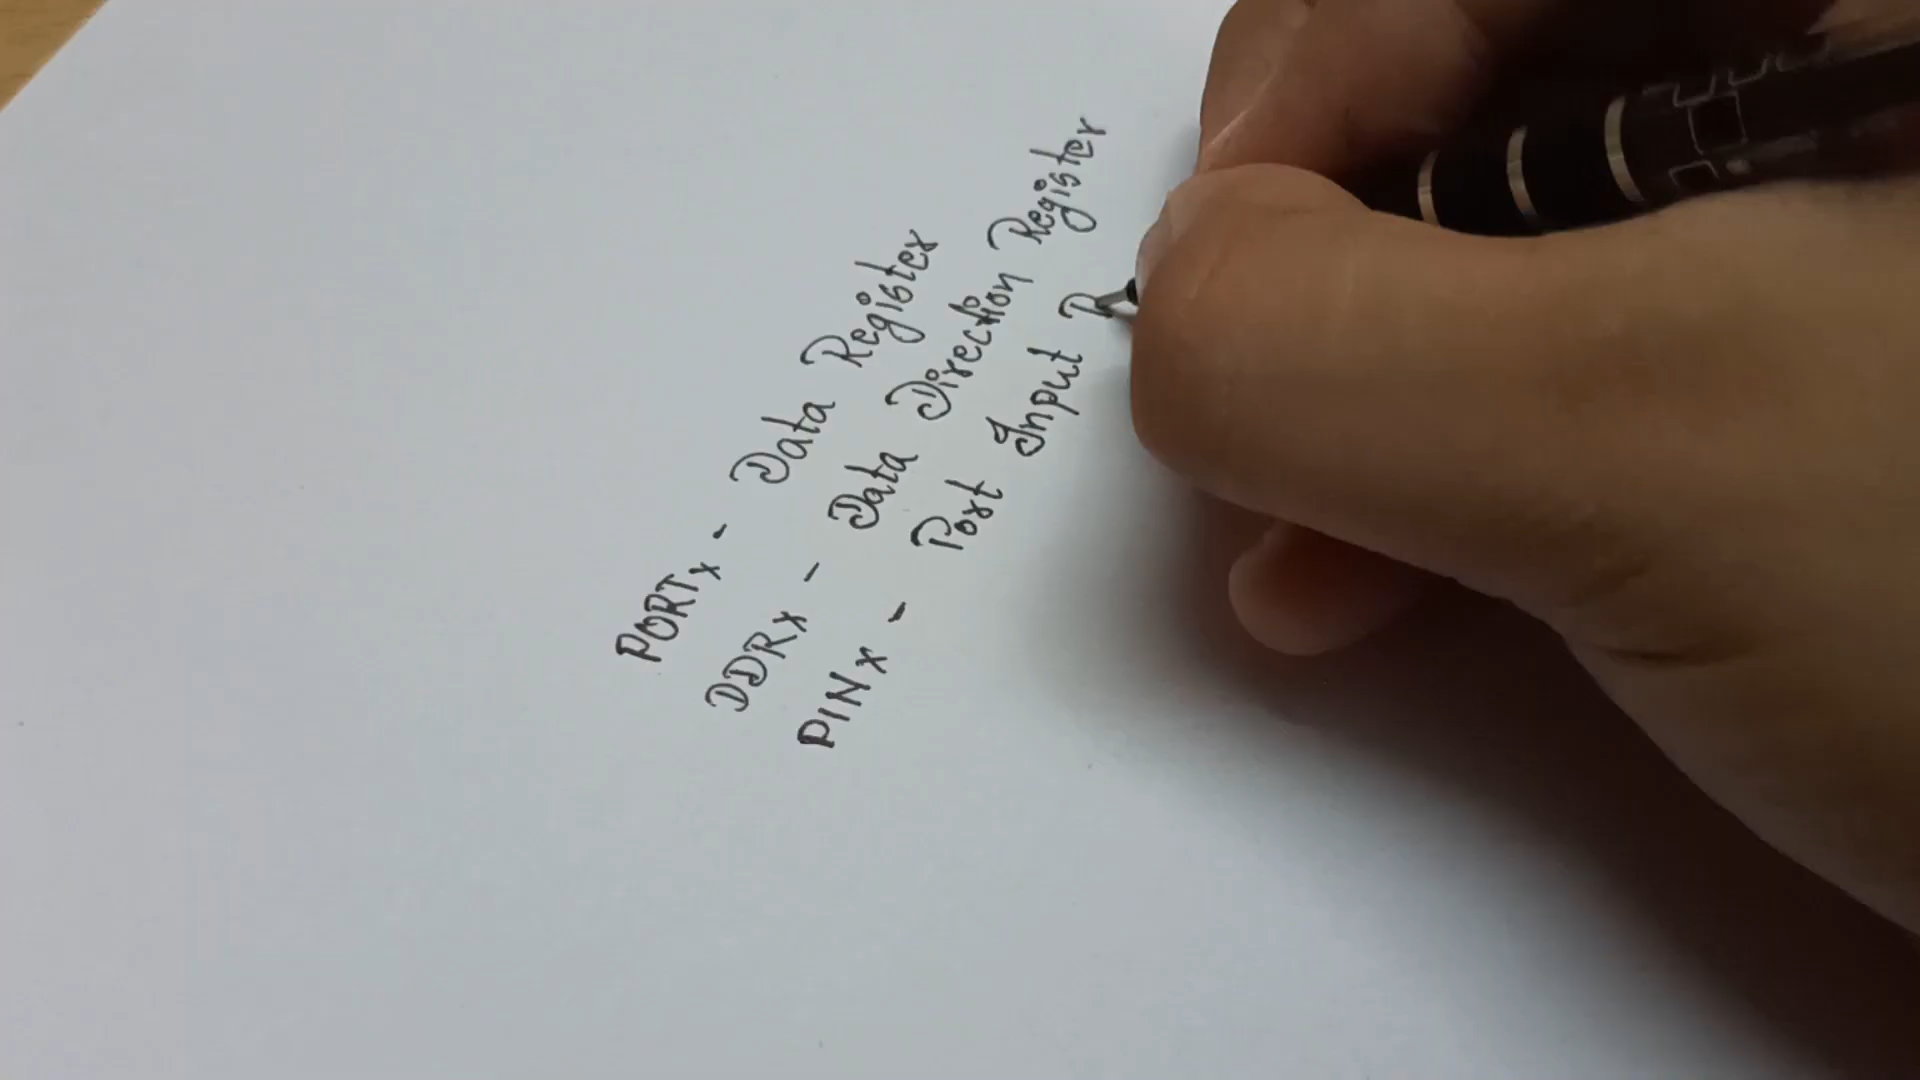 PORTx - Data Register
DDRx - Data Direction Register
PINx - Port Input